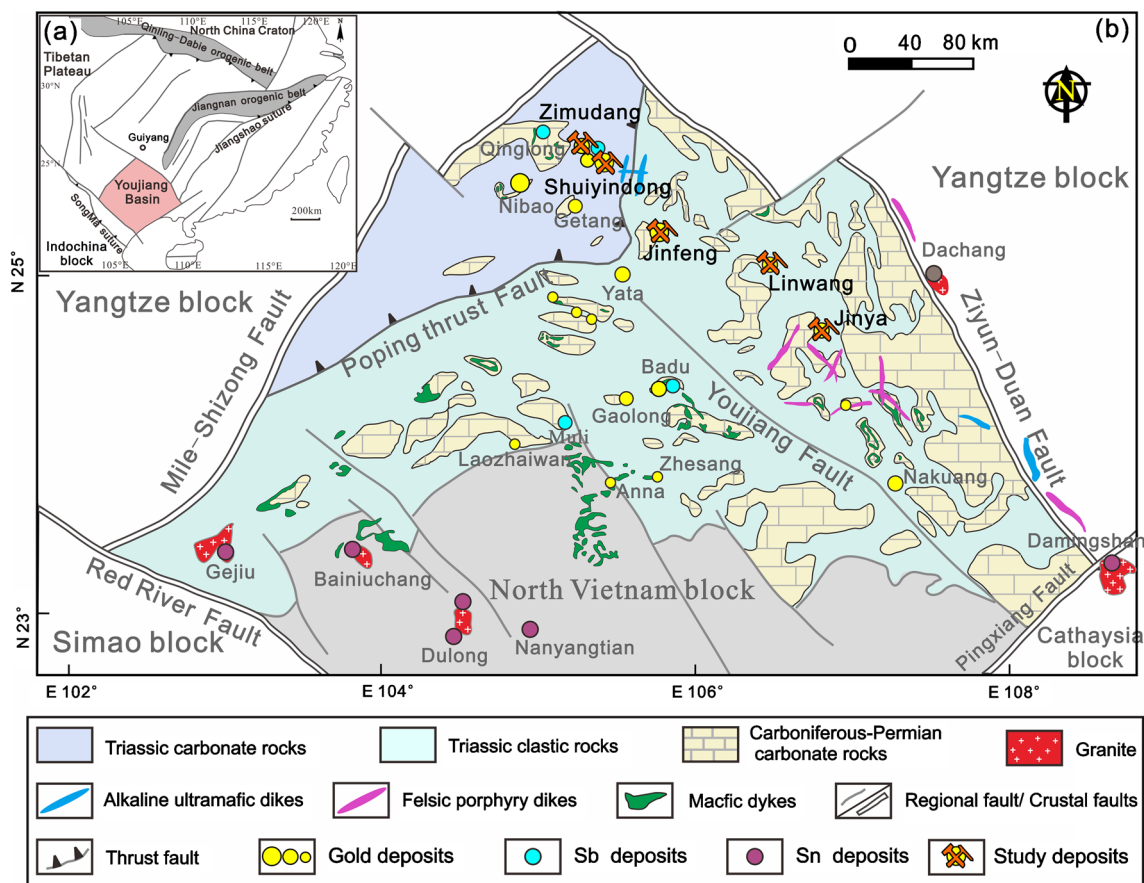 (a)
105°E
110°E
115°E
120°E
N
North China Craton
Qinling-Dabie orogenic belt
Tibetan
Plateau
30°N
Jiangnan orogenic belt
Jiangshao suture
Guiyang
25°N
Youjiang
Basin
SongMa suture
200km
Indochina
block
105°E
110°E
115°E
120°E
(b)
0 40 80 km
N
Zimudang
Qinglong
Shuiyindong
Nibao
Getang
Yangtze block
Dachang
Jinfeng
Linwang
Yata
Jinya
Yangtze block
Mile-Shizong Fault
Poping thrust Fault
Ziyun-Duan Fault
Badu
Gaolong
Youjiang Fault
Muli
Laozhaiwan
Zhesang
Anna
Nakuang
Damingshan
Gejiu
Bainiuchang
North Vietnam block
Red River Fault
Simao block
Dulong
Nanyangtian
Pingxiang Fault
Cathaysia
block
N 25°
N 23°
E 102°
E 104°
E 106°
E 108°
Triassic carbonate rocks
Triassic clastic rocks
Carboniferous-Permian
carbonate rocks
Granite
Alkaline ultramafic dikes
Felsic porphyry dikes
Macfic dykes
Regional fault/ Crustal faults
Thrust fault
Gold deposits
Sb deposits
Sn deposits
Study deposits